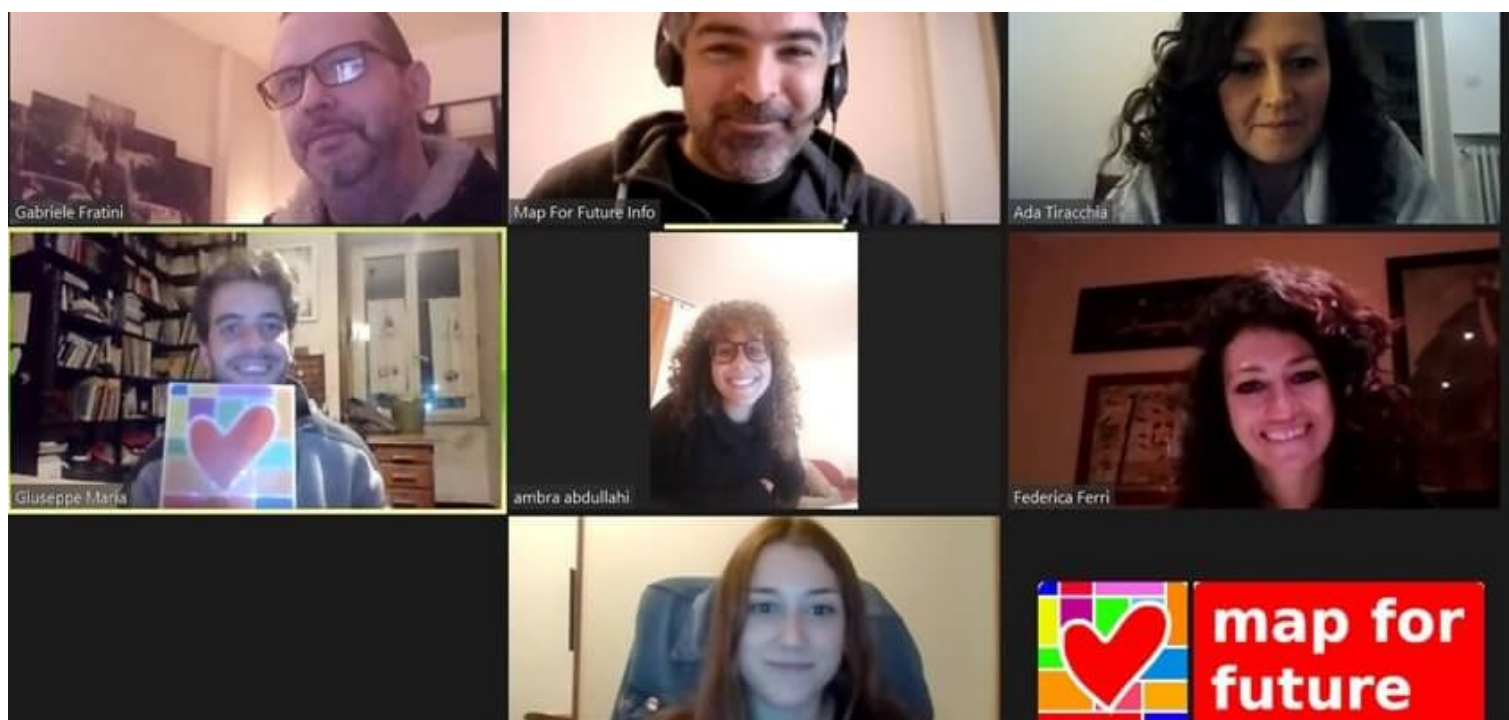 Gabriele Fratini
Map For Future Info
Ada Tiracchia
Giuseppe Maria
ambra abdullahi
Federica Ferri
map for
future